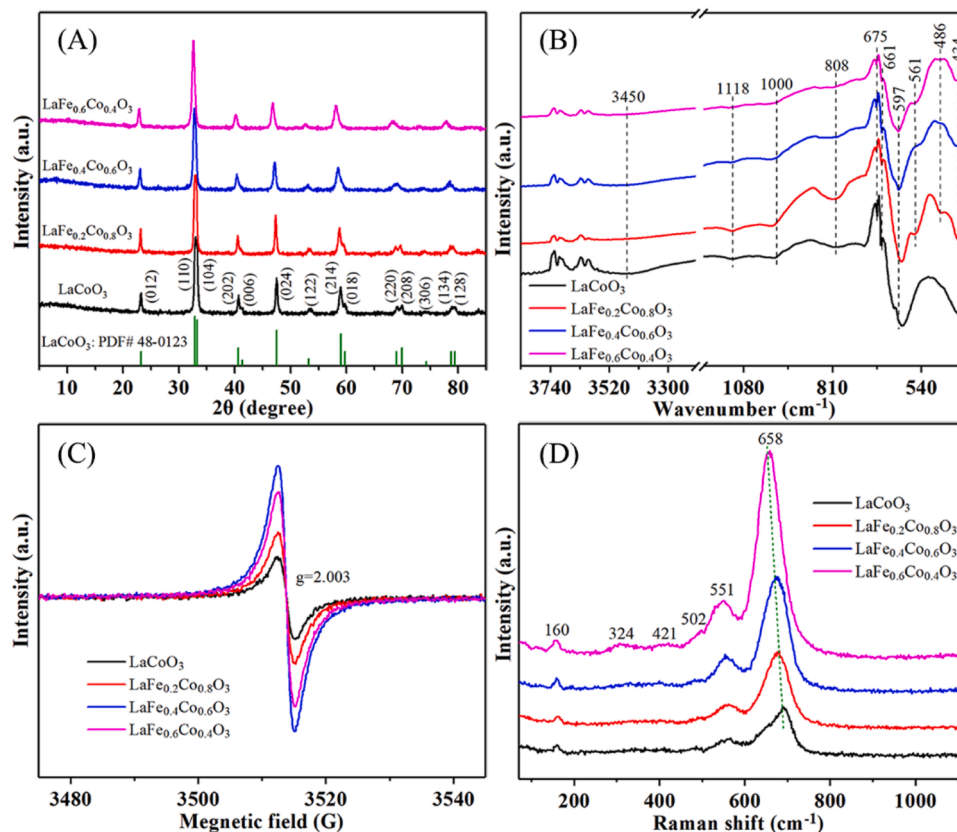 (A)
Intensity (a.u.)
LaFe0.6Co0.4O3
LaFe0.4Co0.6O3
LaFe0.2Co0.8O3
LaCoO3
(012)
(110)
(104)
(202)
(006)
(024)
(122)
(214)
(018)
(220)
(208)
(306)
(134)
(128)
LaCoO3: PDF# 48-0123
5 10 20 30 40 50 60 70 80
2θ (degree)
(B)
Intensity (a.u.)
3450
1118
1000
808
675
661
597
561
486
434
LaCoO3
LaFe0.2Co0.8O3
LaFe0.4Co0.6O3
LaFe0.6Co0.4O3
3740 3520 3300 1080 810 540
Wavenumber (cm-1)
(C)
Intensity (a.u.)
g=2.003
LaCoO3
LaFe0.2Co0.8O3
LaFe0.4Co0.6O3
LaFe0.6Co0.4O3
3480 3500 3520 3540
Megnetic field (G)
(D)
Intensity (a.u.)
658
551
502
421
324
160
LaCoO3
LaFe0.2Co0.8O3
LaFe0.4Co0.6O3
LaFe0.6Co0.4O3
200 400 600 800 1000
Raman shift (cm-1)